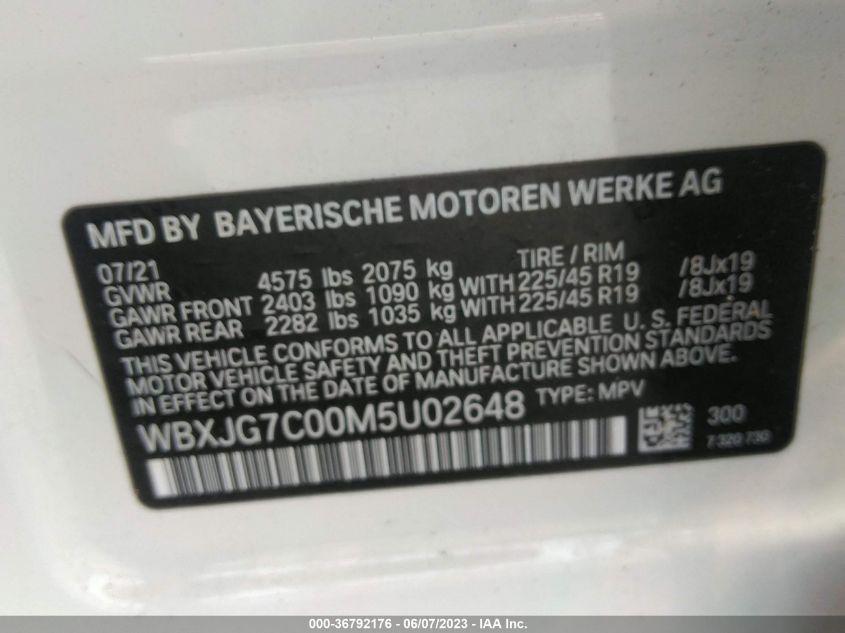 MFD BY BAYERISCHE MOTOREN WERKE AG
07/21 TIRE / RIM
GVWR 4575 lbs 2075 kg
GAWR FRONT 2403 lbs 1090 kg WITH 225/45 R19 /8Jx19
GAWR REAR 2282 lbs 1035 kg WITH 225/45 R19 /8Jx19
THIS VEHICLE CONFORMS TO ALL APPLICABLE U. S. FEDERAL
MOTOR VEHICLE SAFETY AND THEFT PREVENTION STANDARDS
IN EFFECT ON THE DATE OF MANUFACTURE SHOWN ABOVE.
WBXJG7C00M5U02648 TYPE: MPV
300
7 320 730
000-36792176 - 06/07/2023 - IAA Inc.